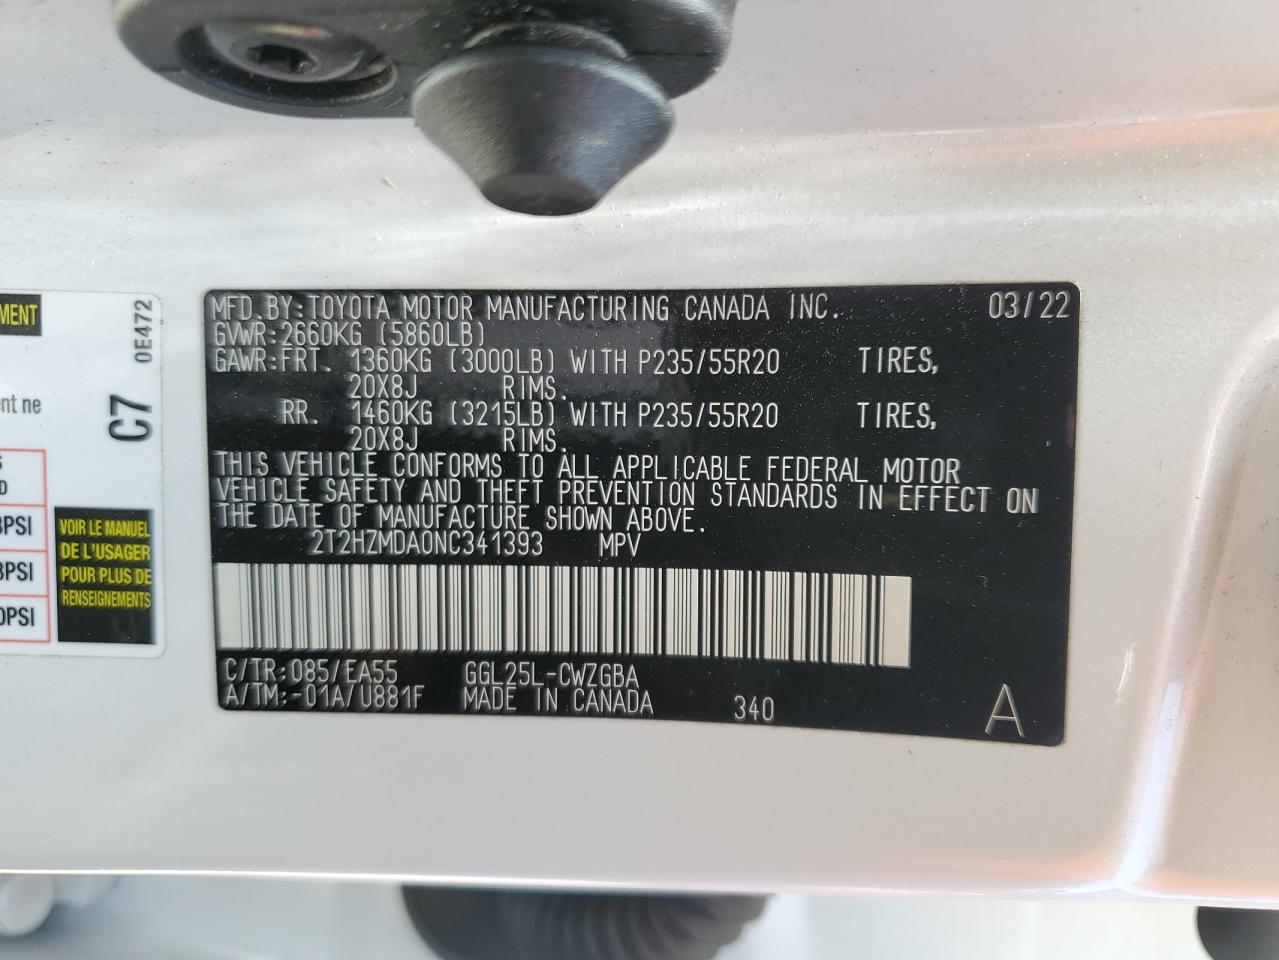 MFD.BY:TOYOTA MOTOR MANUFACTURING CANADA INC. 03/22
GVWR:2660KG (5860LB)
GAWR:FRT. 1360KG (3000LB) WITH P235/55R20 TIRES,
20X8J RIMS.
RR. 1460KG (3215LB) WITH P235/55R20 TIRES,
20X8J RIMS.
THIS VEHICLE CONFORMS TO ALL APPLICABLE FEDERAL MOTOR
VEHICLE SAFETY AND THEFT PREVENTION STANDARDS IN EFFECT ON
THE DATE OF MANUFACTURE SHOWN ABOVE.
2T2HZMDA0NC341393 MPV
C/TR:085/EA55 GGL25L-CWZGBA
A/TM:-01A/U881F MADE IN CANADA 340 A
0E472
C7
ne
PSI
PSI
PSI
VOIR LE MANUEL
DE L'USAGER
POUR PLUS DE
RENSEIGNEMENTS